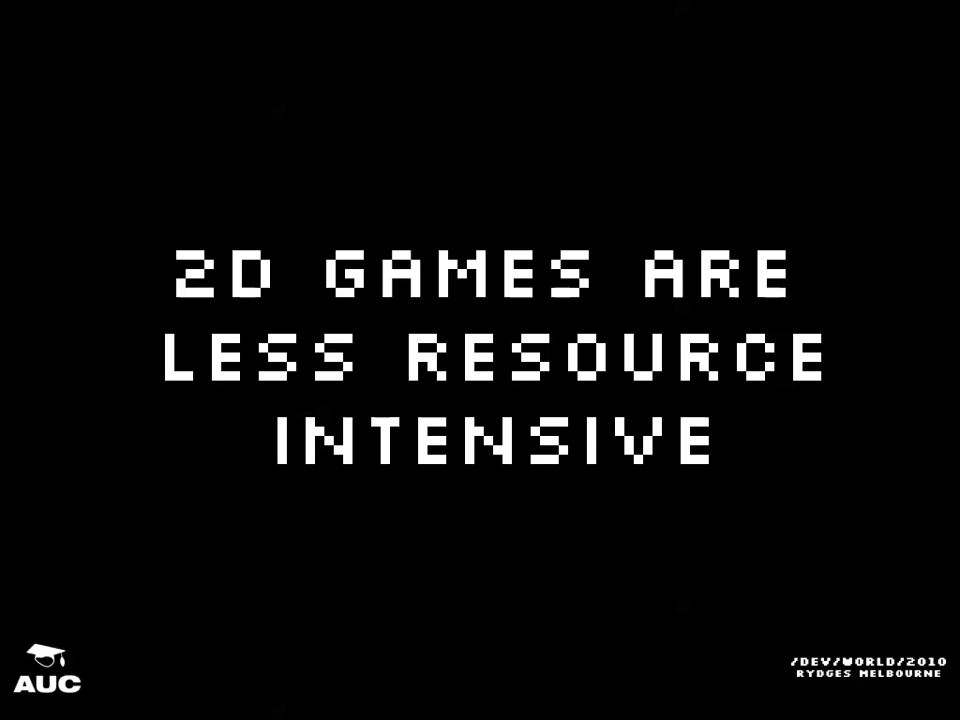 2D GAMES ARE
LESS RESOURCE
INTENSIVE
AUC
/DEV/WORLD/2010
RYDGES MELBOURNE